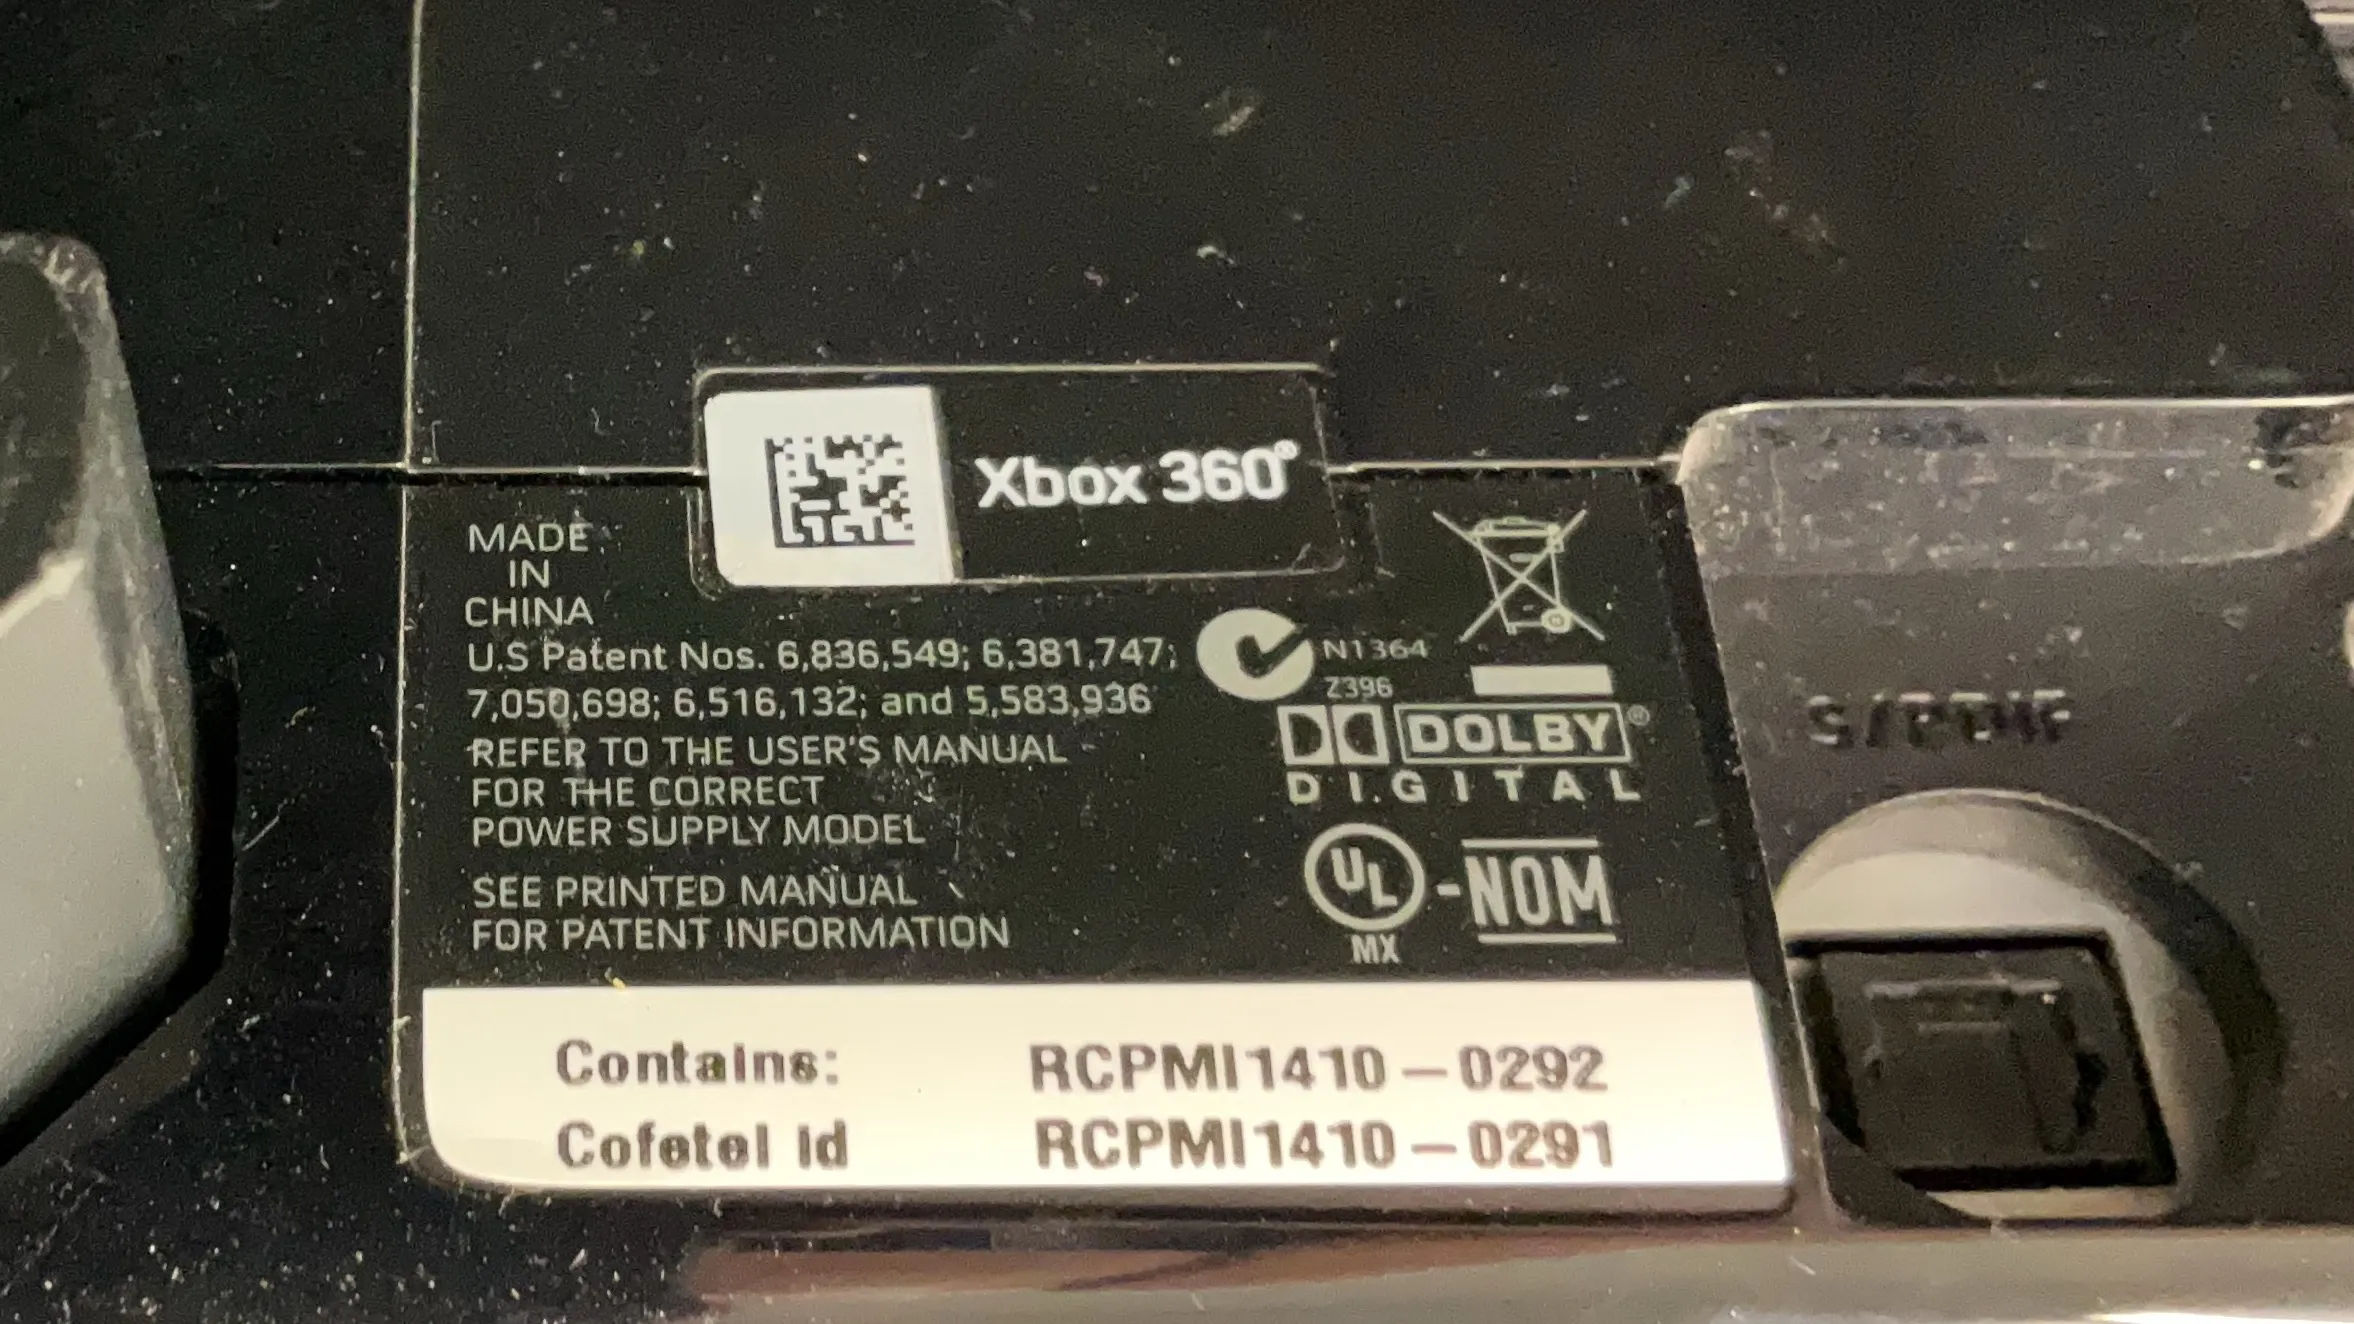 Xbox 360®
MADE
IN
CHINA
U.S Patent Nos. 6,836,549; 6,381,747;
7,050,698; 6,516,132; and 5,583,936
REFER TO THE USER'S MANUAL
FOR THE CORRECT
POWER SUPPLY MODEL
SEE PRINTED MANUAL
FOR PATENT INFORMATION
N1364
Z396
DOLBY®
DIGITAL
UL
MX
-NOM
S/PDIF
Contains: RCPMI1410-0292
Cofetel Id RCPMI1410-0291